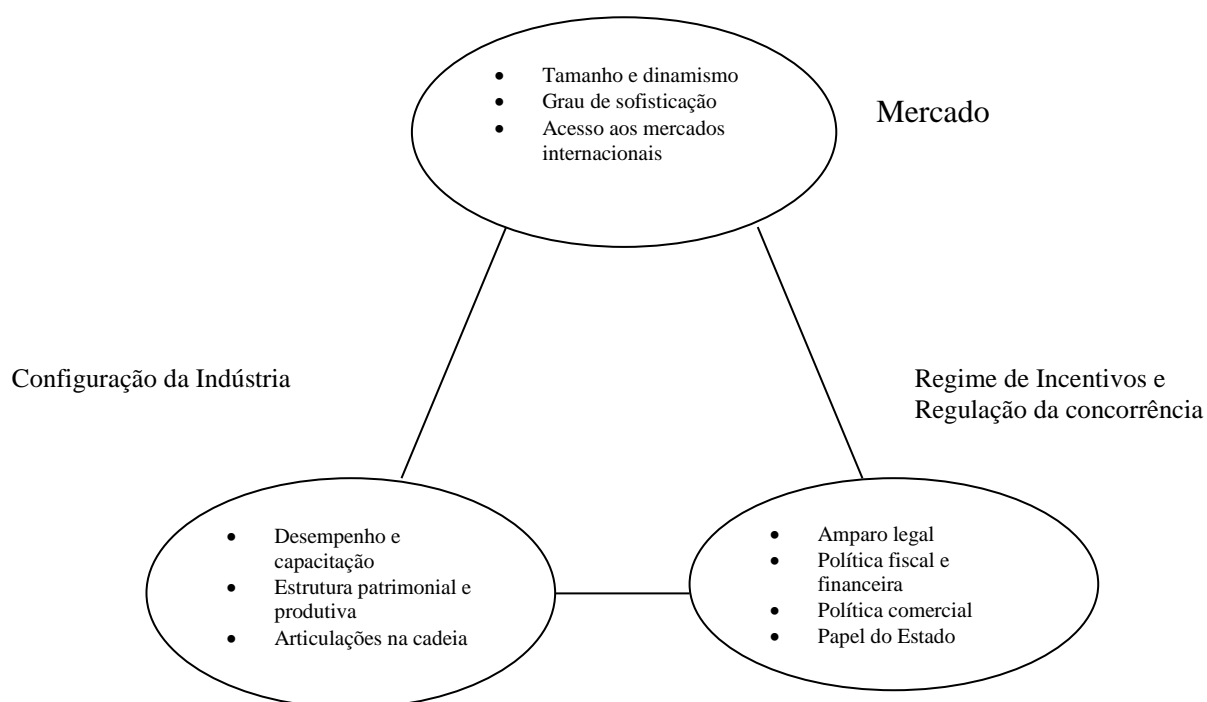 • Tamanho e dinamismo
• Grau de sofisticação
• Acesso aos mercados
internacionais
Mercado
Configuração da Indústria
Regime de Incentivos e
Regulação da concorrência
• Desempenho e
capacitação
• Estrutura patrimonial e
produtiva
• Articulações na cadeia
• Amparo legal
• Política fiscal e
financeira
• Política comercial
• Papel do Estado